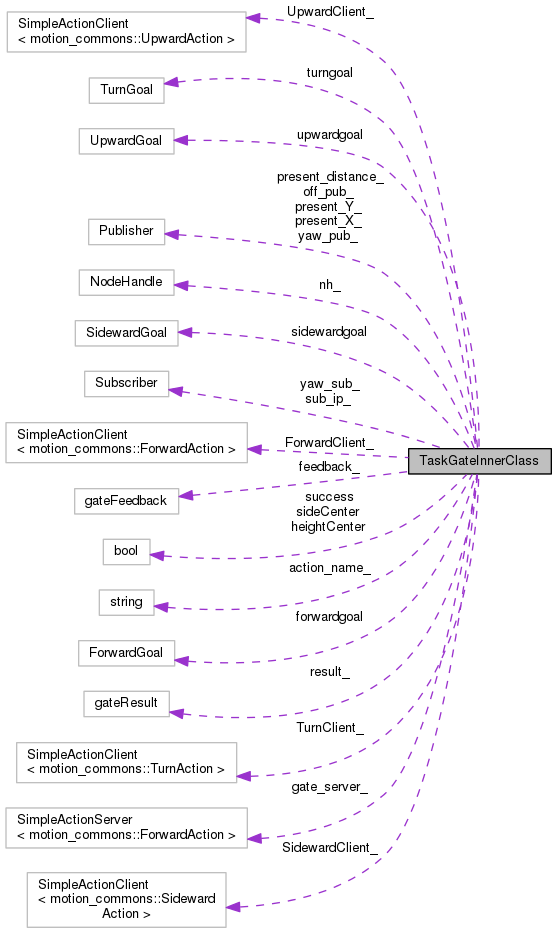 UpwardClient_
SimpleActionClient
< motion_commons::UpwardAction >
turngoal
TurnGoal
upwardgoal
UpwardGoal
present_distance_
off_pub_
present_Y_
present_X_
yaw_pub_
Publisher
NodeHandle
nh_
sidewardgoal
SidewardGoal
Subscriber
yaw_sub_
sub_ip_
SimpleActionClient
< motion_commons::ForwardAction >
ForwardClient_
TaskGateInnerClass
feedback_
gateFeedback
success
sideCenter
heightCenter
bool
action_name_
string
forwardgoal
ForwardGoal
result_
gateResult
TurnClient_
SimpleActionClient
< motion_commons::TurnAction >
gate_server_
SimpleActionServer
< motion_commons::ForwardAction >
SidewardClient_
SimpleActionClient
< motion_commons::Sideward
Action >